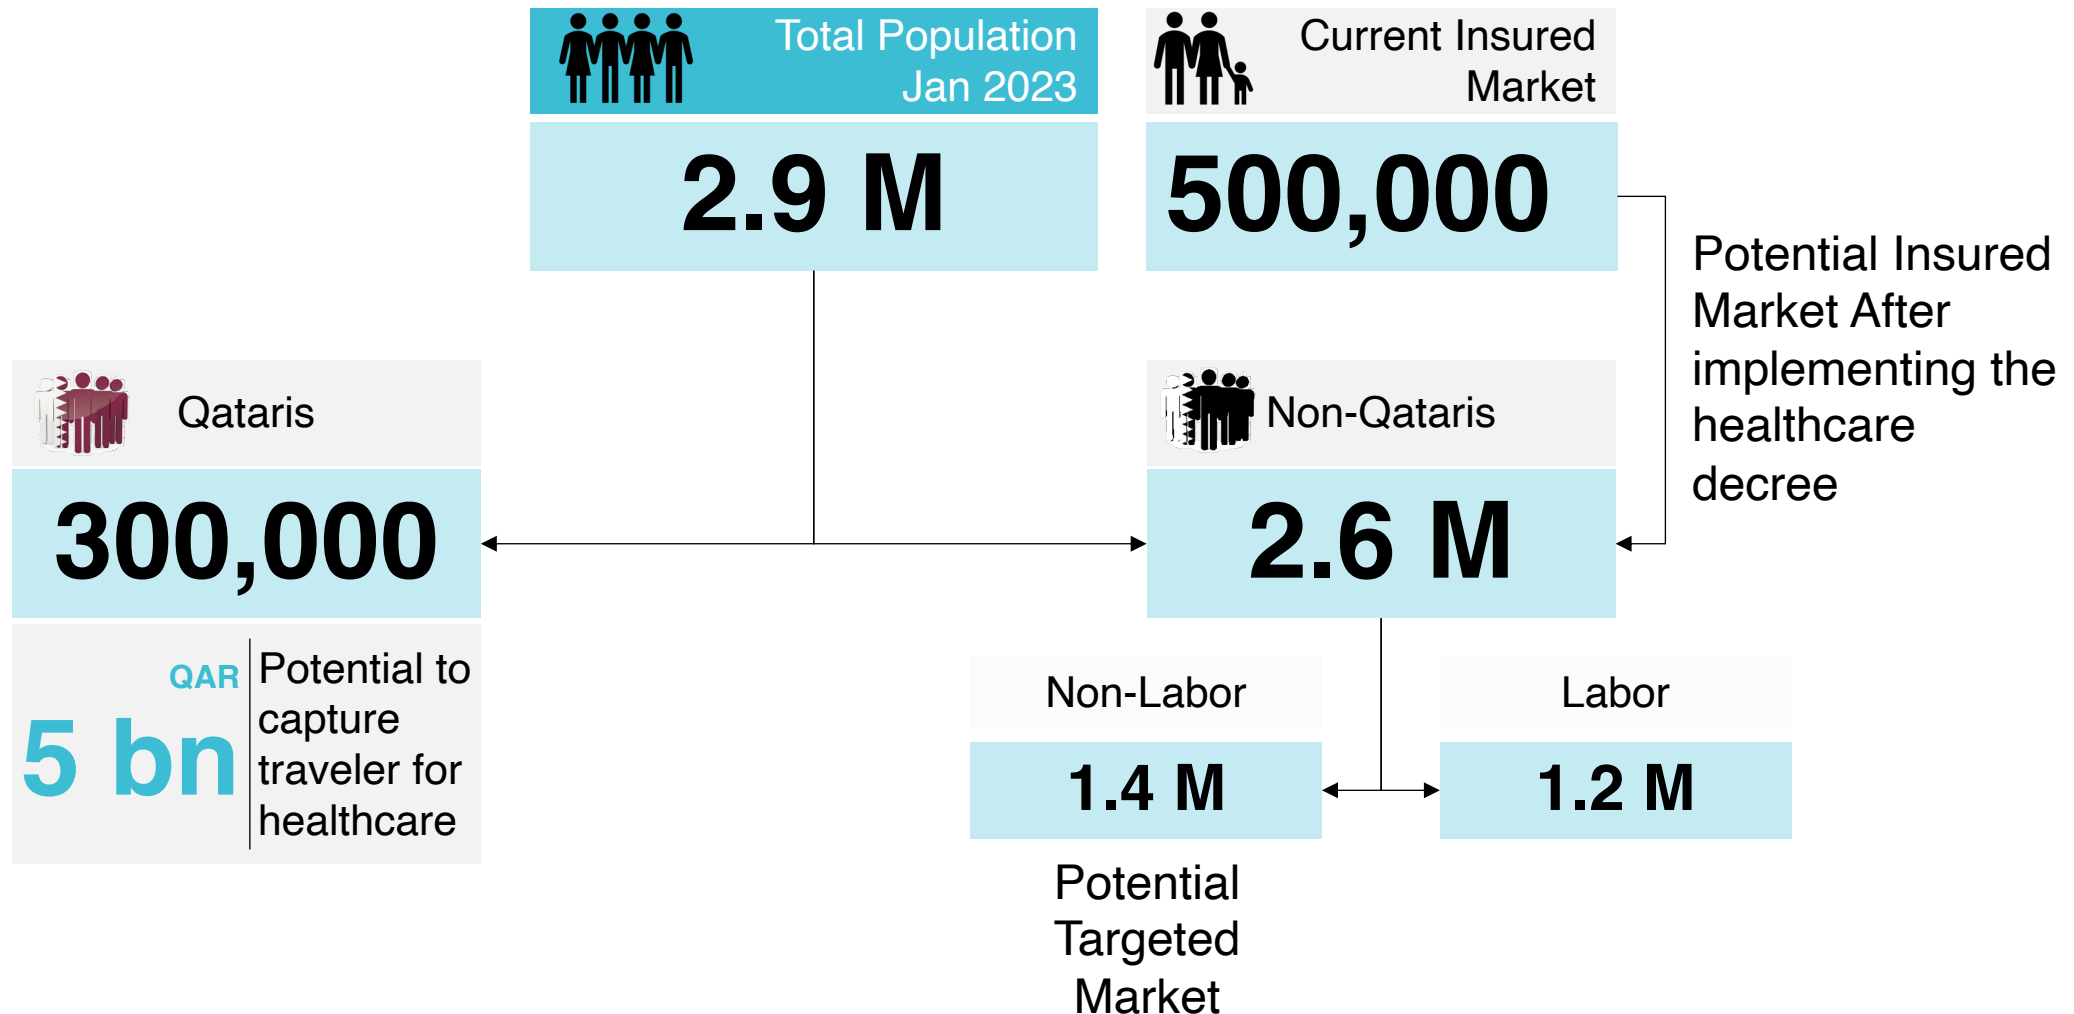 Total Population
Jan 2023
2.9 M
Current Insured
Market
500,000
Potential Insured
Market After
implementing the
healthcare
decree
Qataris
300,000
QAR
5 bn
Potential to
capture
traveler for
healthcare
Non-Qataris
2.6 M
Non-Labor
1.4 M
Labor
1.2 M
Potential
Targeted
Market